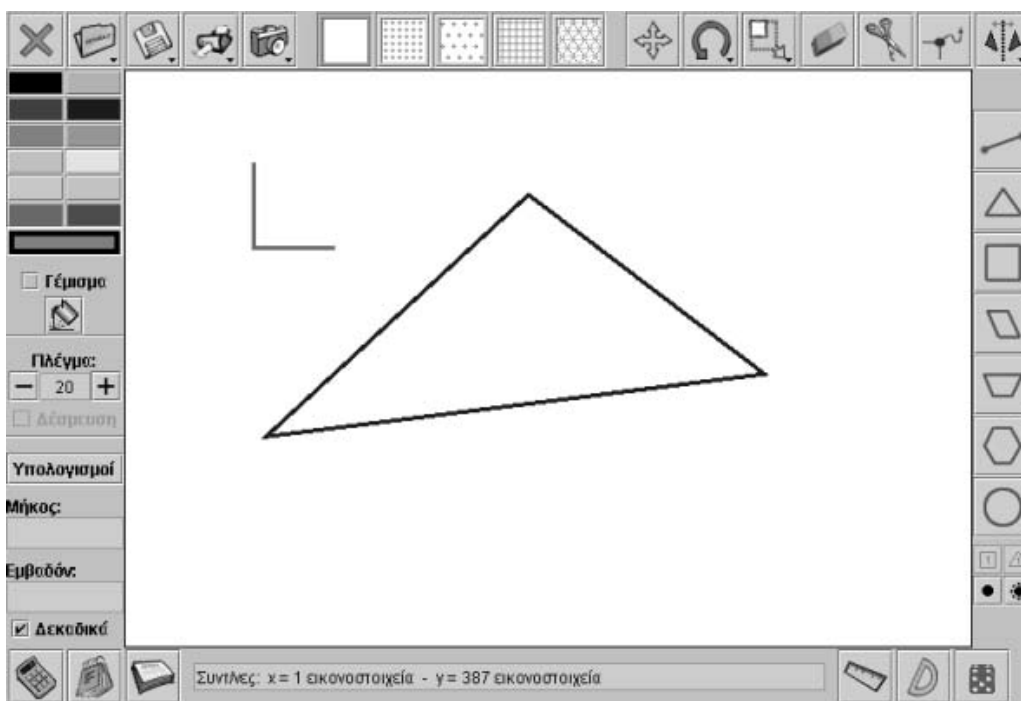 Γέμισμα
Πλέγμα:
20
Δέσμευση
Υπολογισμοί
Μήκος:
Εμβαδόν:
Δεκαδικά
Συντ/νες: x = 1 εικονοστοιχεία - y = 387 εικονοστοιχεία